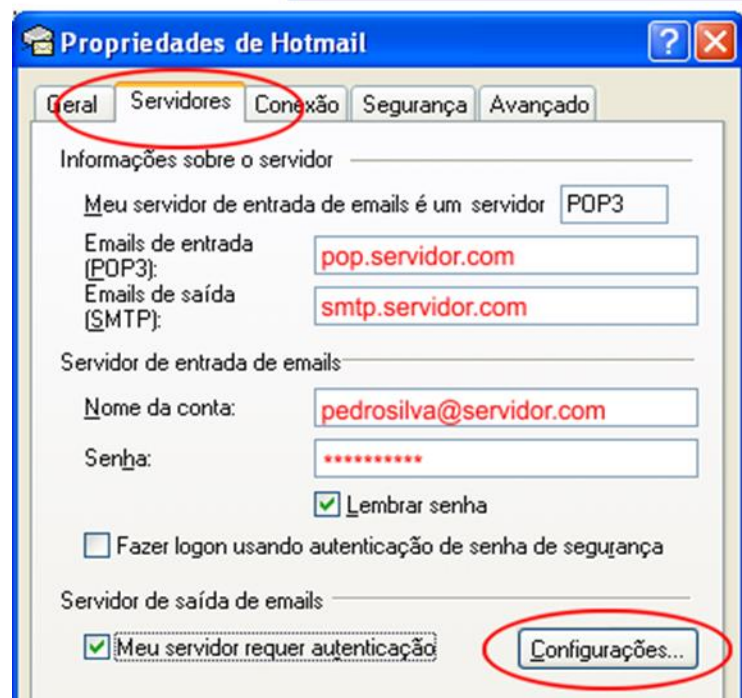 Propriedades de Hotmail
Geral Servidores Conexão Segurança Avançado
Informações sobre o servidor
Meu servidor de entrada de emails é um servidor POP3
Emails de entrada (POP3): pop.servidor.com
Emails de saída (SMTP): smtp.servidor.com
Servidor de entrada de emails
Nome da conta: pedrosilva@servidor.com
Senha: **********
Lembrar senha
Fazer logon usando autenticação de senha de segurança
Servidor de saída de emails
Meu servidor requer autenticação Configurações...